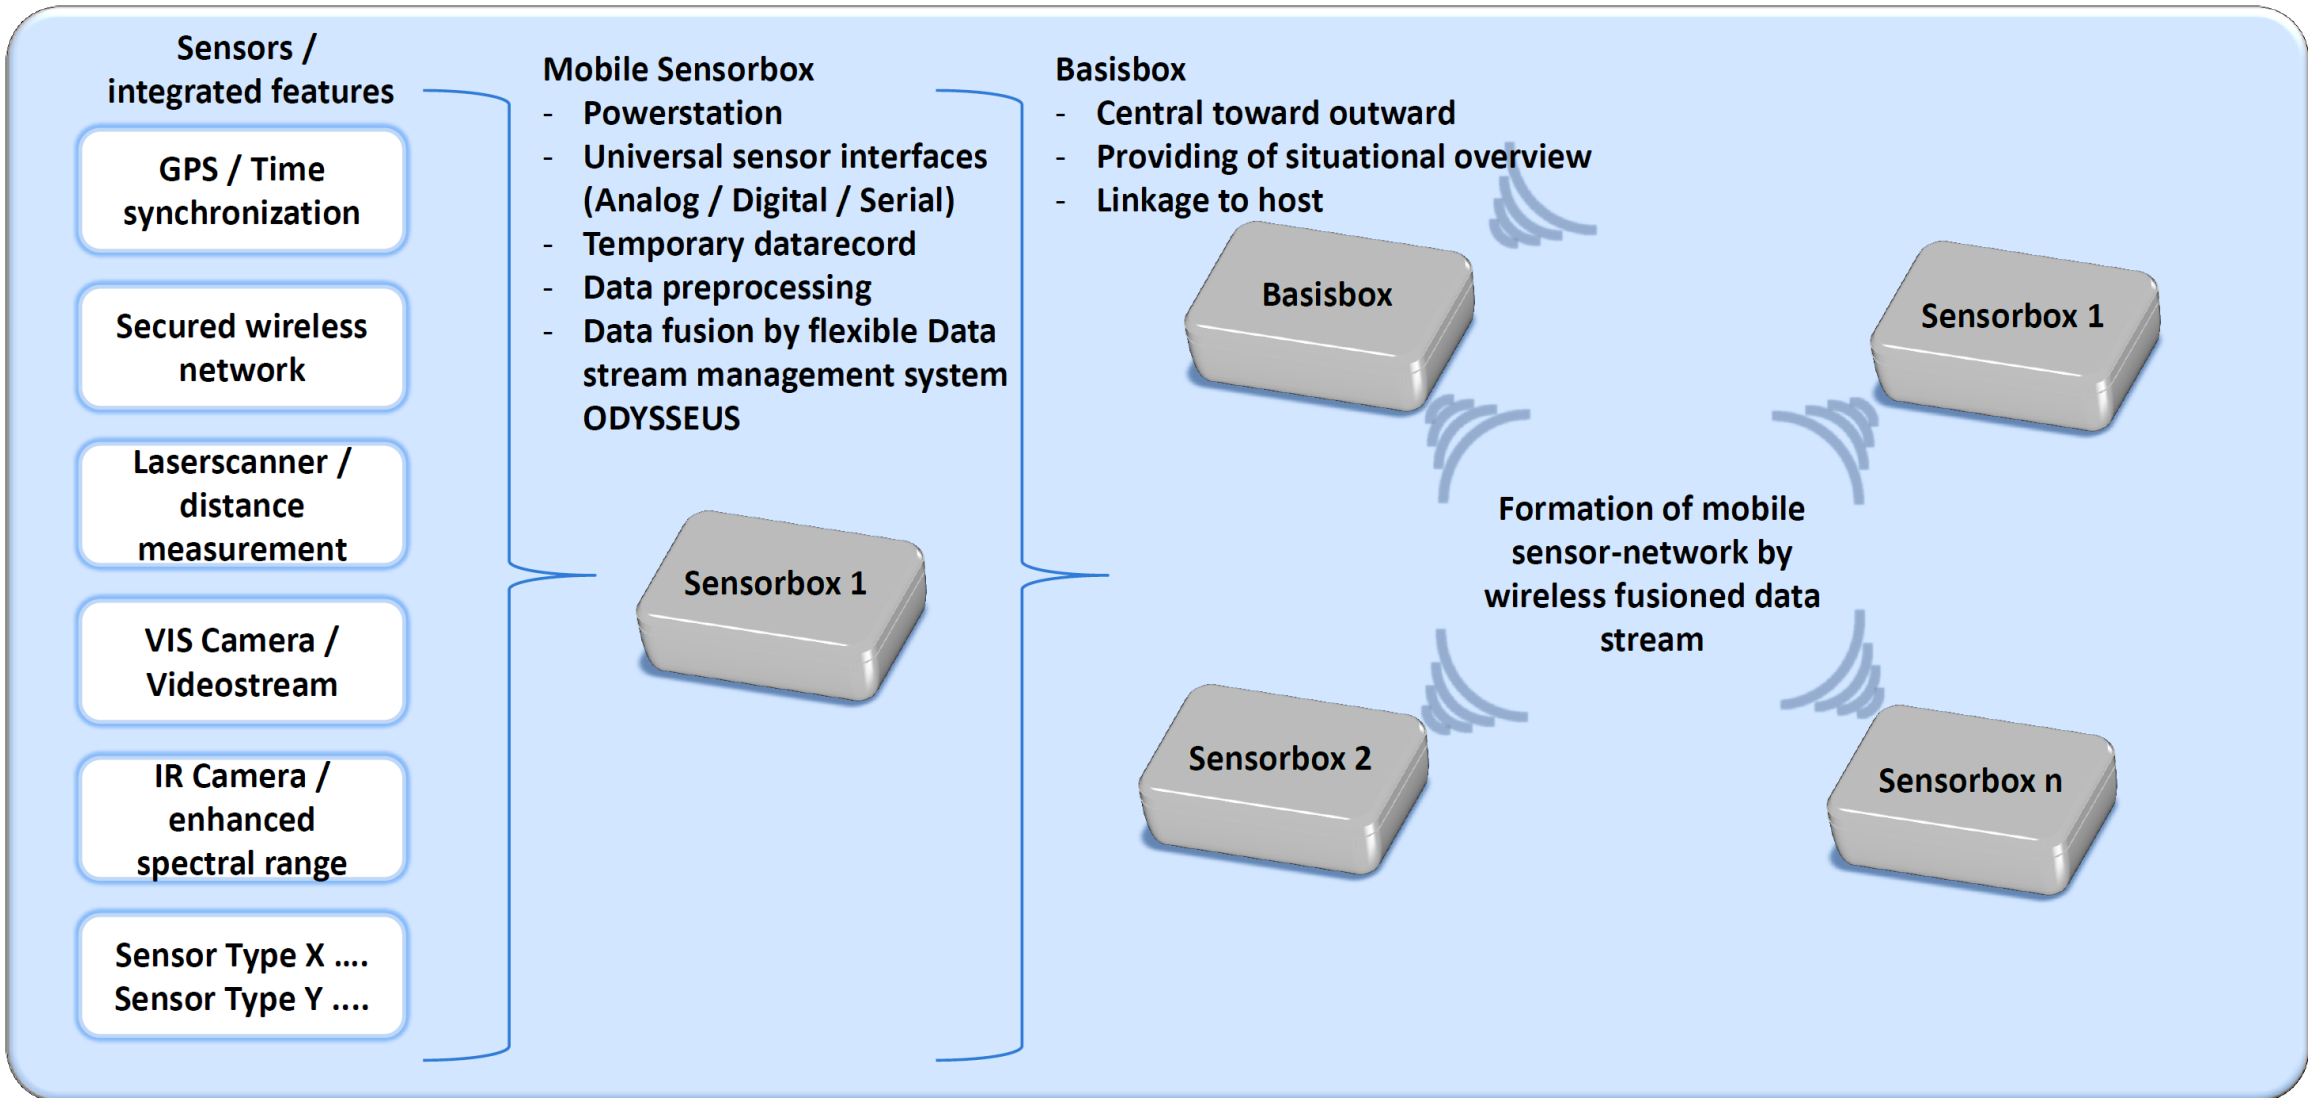 Sensors /
integrated features
GPS / Time
synchronization
Secured wireless
network
Laserscanner /
distance
measurement
VIS Camera /
Videostream
IR Camera /
enhanced
spectral range
Sensor Type X ....
Sensor Type Y ....
Mobile Sensorbox
- Powerstation
- Universal sensor interfaces
(Analog / Digital / Serial)
- Temporary datarecord
- Data preprocessing
- Data fusion by flexible Data
stream management system
ODYSSEUS
Sensorbox 1
Basisbox
- Central toward outward
- Providing of situational overview
- Linkage to host
Basisbox
Sensorbox 1
Formation of mobile
sensor-network by
wireless fusioned data
stream
Sensorbox 2
Sensorbox n